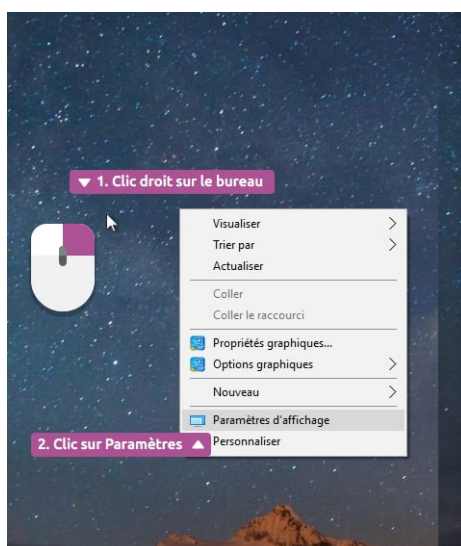 ▼ 1. Clic droit sur le bureau
Visualiser
Trier par
Actualiser
Coller
Coller le raccourci
Propriétés graphiques...
Options graphiques
Nouveau
Paramètres d'affichage
2. Clic sur Paramètres ▲
Personnaliser